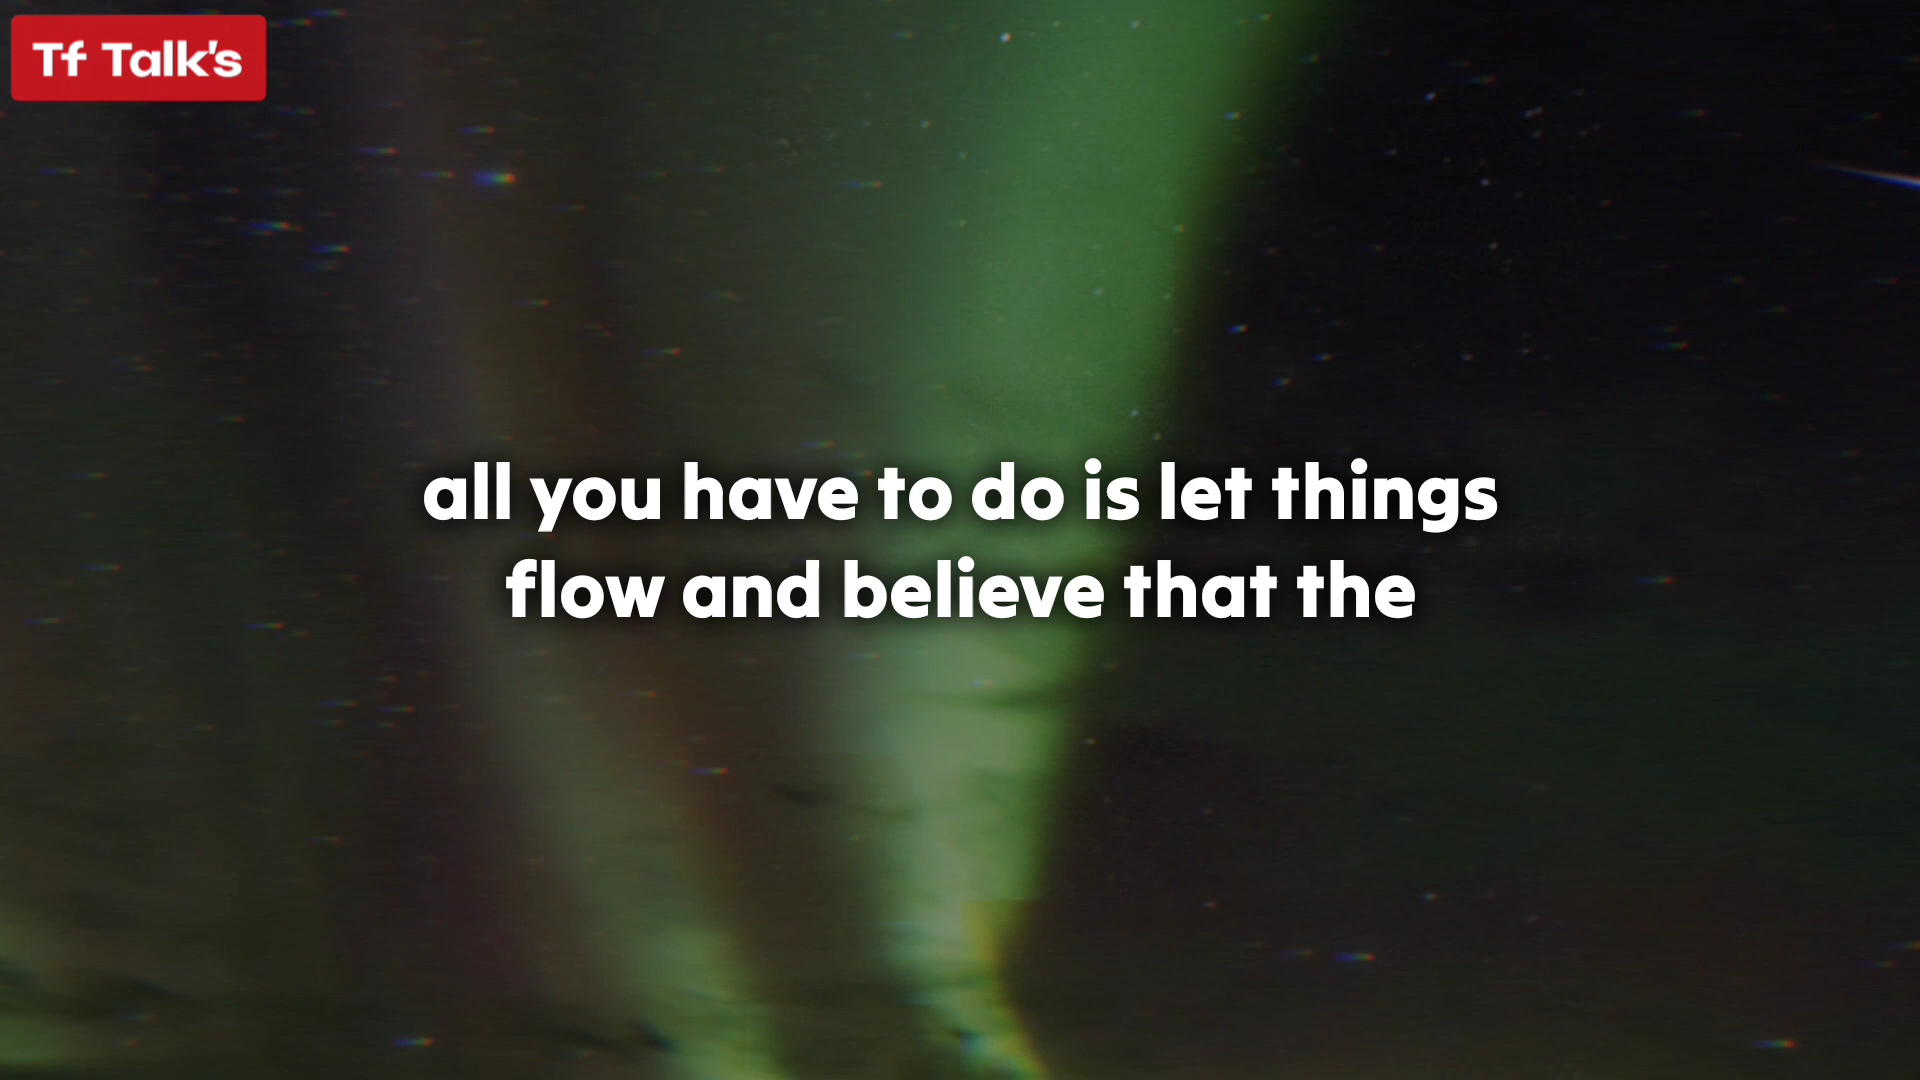 Tf Talk's
all you have to do is let things
flow and believe that the